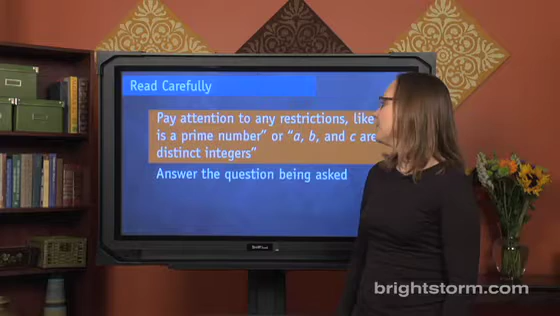 Read Carefully
Pay attention to any restrictions, like
is a prime number” or “a, b, and c are
distinct integers”
Answer the question being asked
brightstorm.com